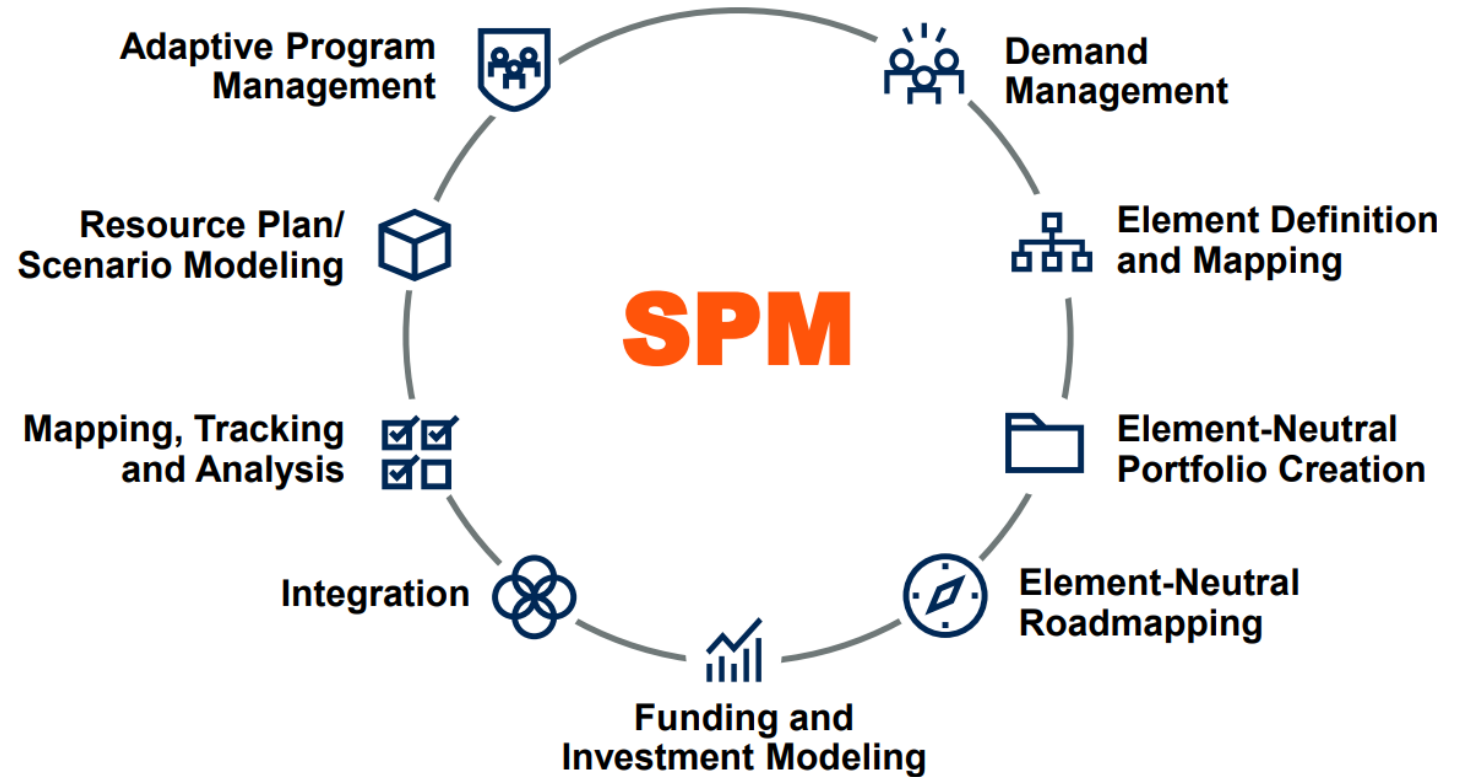 Adaptive Program
Management
Demand
Management
Resource Plan/
Scenario Modeling
Element Definition
and Mapping
SPM
Mapping, Tracking
and Analysis
Element-Neutral
Portfolio Creation
Integration
Element-Neutral
Roadmapping
Funding and
Investment Modeling